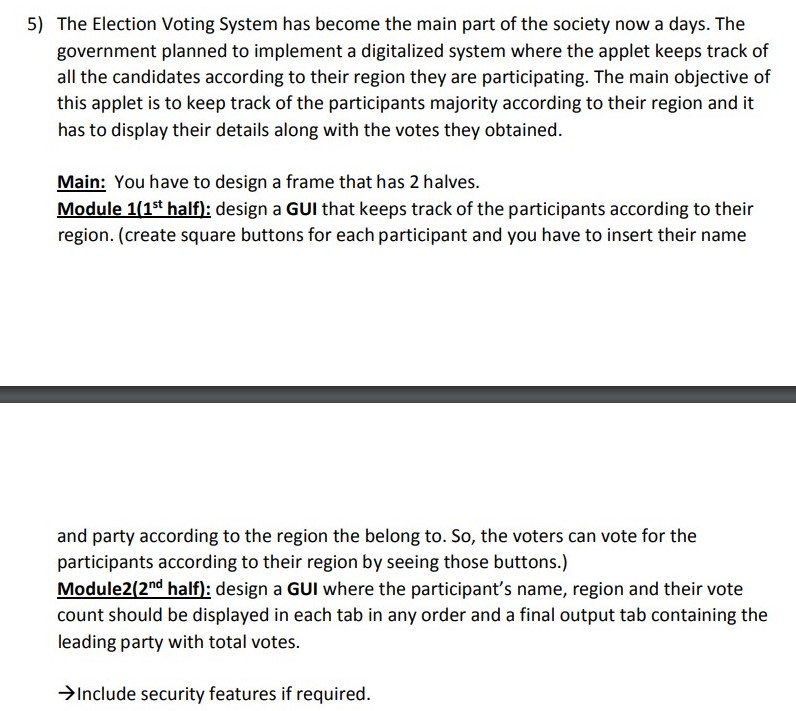 5) The Election Voting System has become the main part of the society now a days. The
government planned to implement a digitalized system where the applet keeps track of
all the candidates according to their region they are participating. The main objective of
this applet is to keep track of the participants majority according to their region and it
has to display their details along with the votes they obtained.
Main: You have to design a frame that has 2 halves.
Module 1(1st half): design a GUI that keeps track of the participants according to their
region. (create square buttons for each participant and you have to insert their name
and party according to the region the belong to. So, the voters can vote for the
participants according to their region by seeing those buttons.)
Module2(2nd half): design a GUI where the participant’s name, region and their vote
count should be displayed in each tab in any order and a final output tab containing the
leading party with total votes.
→Include security features if required.